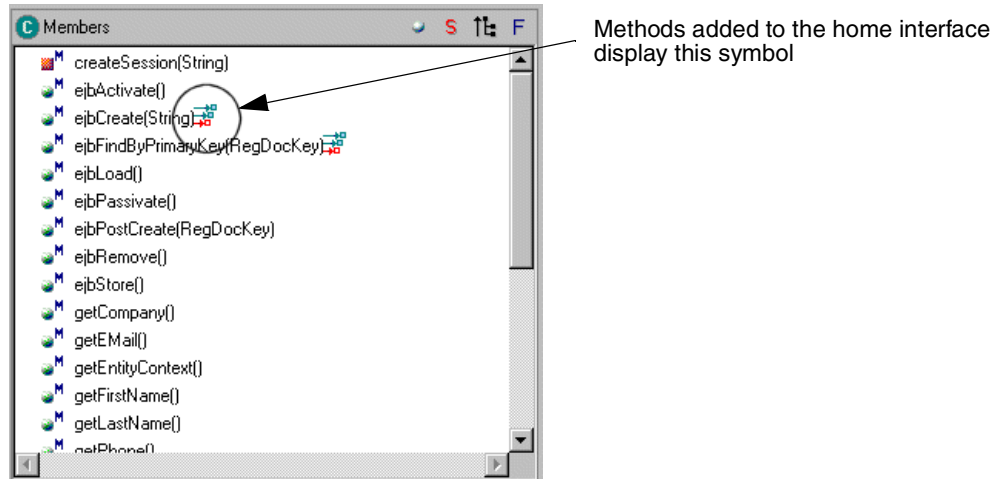 C Members S F
Methods added to the home interface
display this symbol
M createSession(String)
M ejbActivate()
M ejbCreate(String)
M ejbFindByPrimaryKey(RegDocKey)
M ejbLoad()
M ejbPassivate()
M ejbPostCreate(RegDocKey)
M ejbRemove()
M ejbStore()
M getCompany()
M getEMail()
M getEntityContext()
M getFirstName()
M getLastName()
M getPhone()